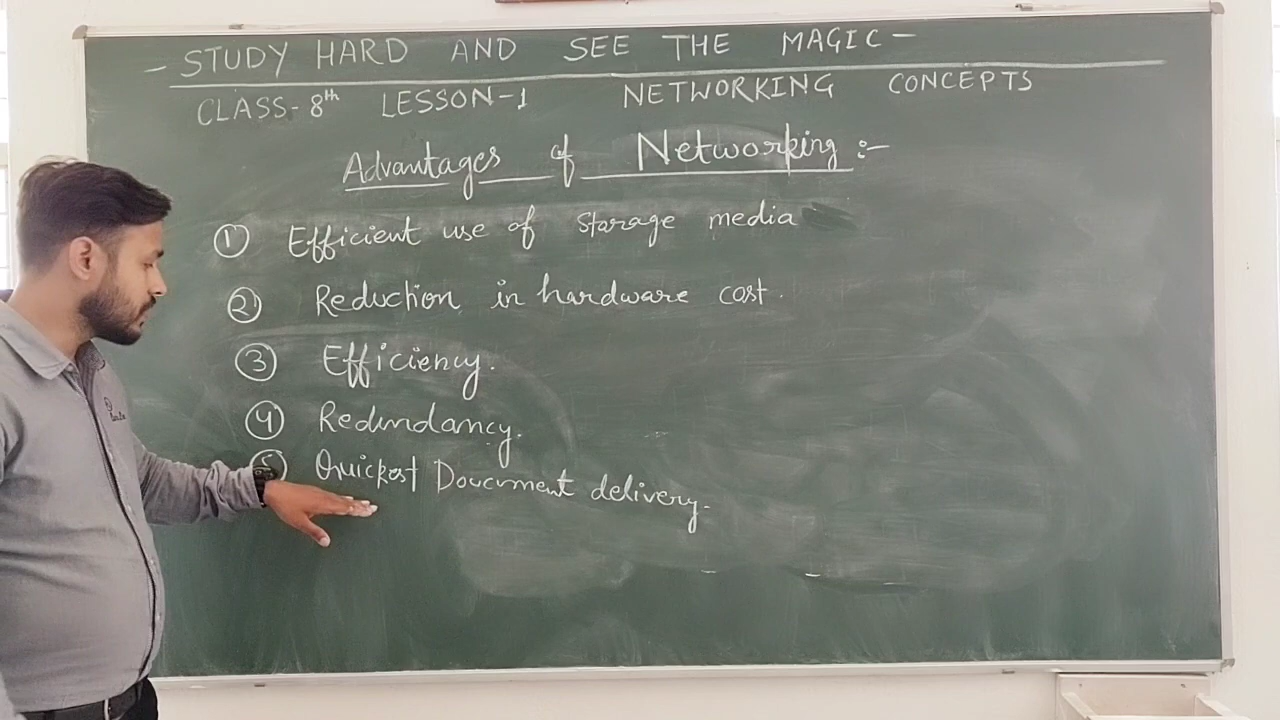 - STUDY HARD AND SEE THE MAGIC -
CLASS- 8th LESSON-1 NETWORKING CONCEPTS
Advantages of Networking :-
① Efficient use of storage media
② Reduction in hardware cost.
③ Efficiency.
④ Redundancy.
⑤ Quickest Document delivery.